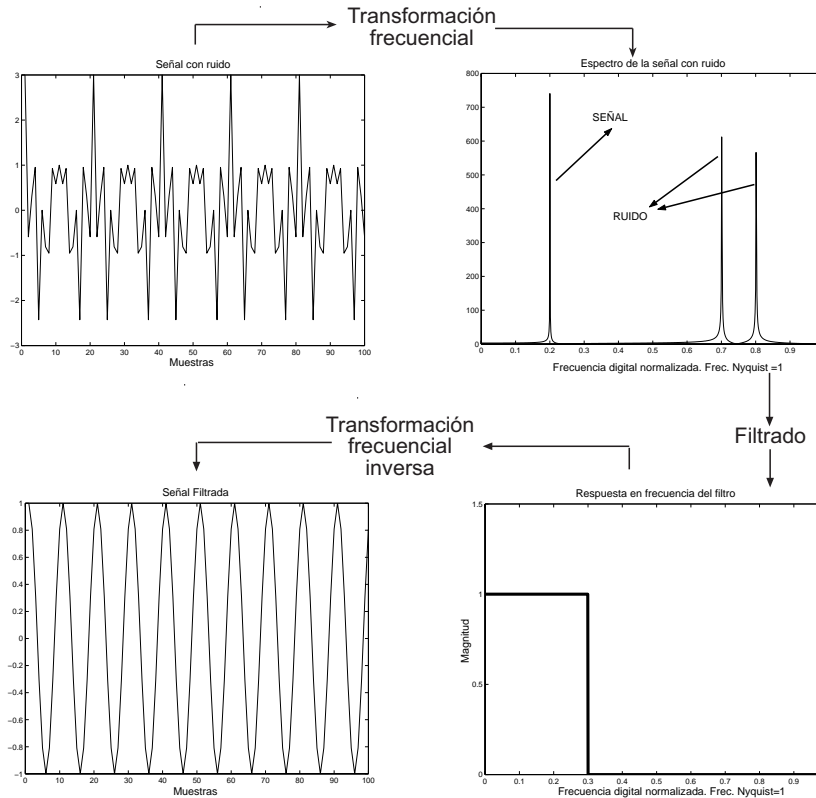 Transformación
frecuencial
Señal con ruido
3
2
1
0
−1
−2
−3
0 10 20 30 40 50 60 70 80 90 100
Muestras
Espectro de la señal con ruido
800
700
600
500
400
300
200
100
0
SEÑAL
RUIDO
0 0.1 0.2 0.3 0.4 0.5 0.6 0.7 0.8 0.9
Frecuencia digital normalizada. Frec. Nyquist =1
Filtrado
Transformación
frecuencial
inversa
Señal Filtrada
1
0.8
0.6
0.4
0.2
0
−0.2
−0.4
−0.6
−0.8
−1
0 10 20 30 40 50 60 70 80 90 100
Muestras
Respuesta en frecuencia del filtro
1.5
1
0.5
0
Magnitud
0 0.1 0.2 0.3 0.4 0.5 0.6 0.7 0.8 0.9
Frecuencia digital normalizada. Frec. Nyquist=1